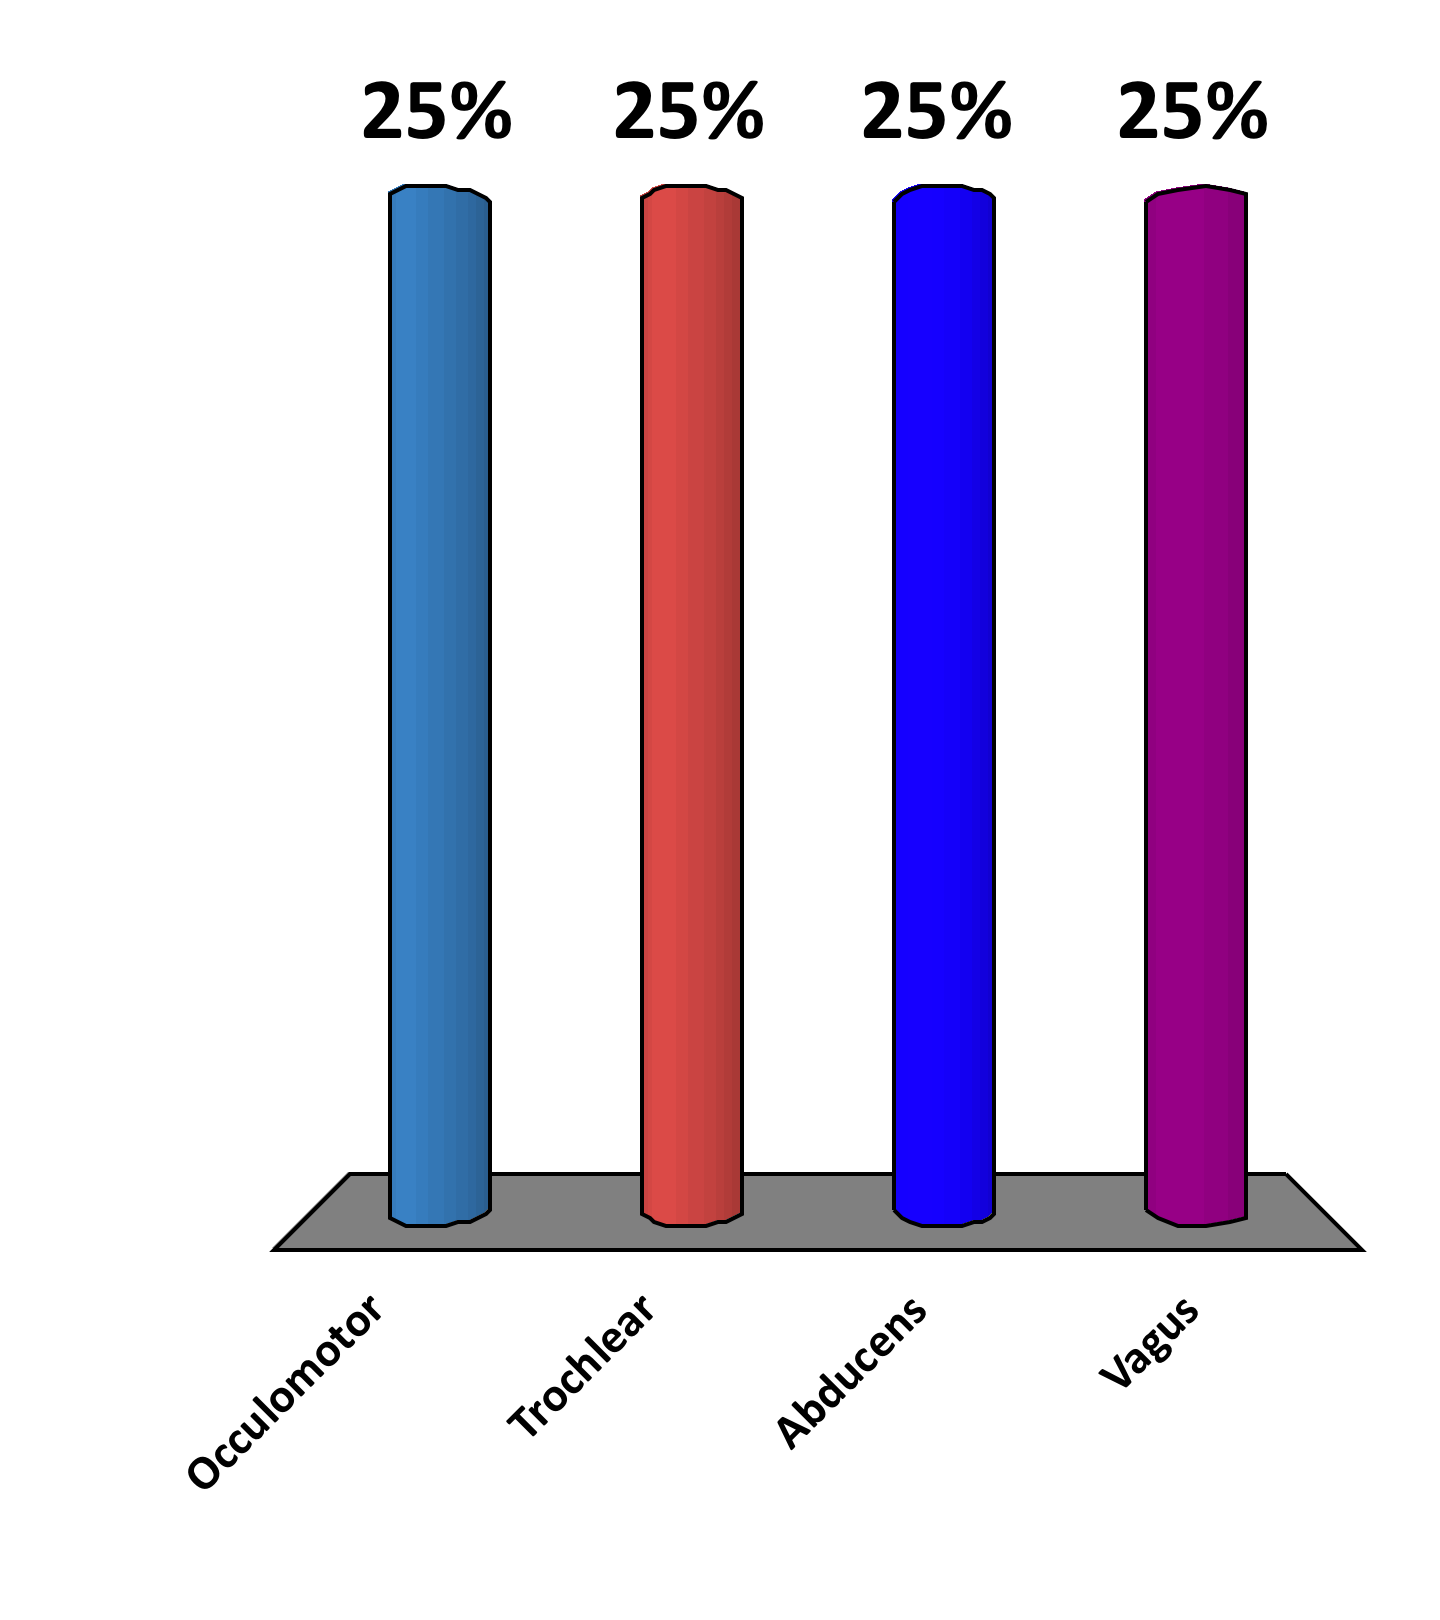 25% 25% 25% 25%
Occulomotor
Trochlear
Abducens
Vagus